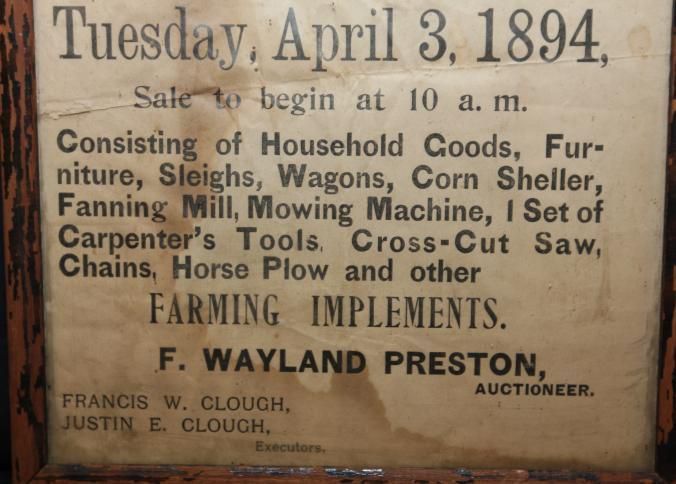 Tuesday, April 3, 1894,
Sale to begin at 10 a. m.
Consisting of Household Goods, Fur-
niture, Sleighs, Wagons, Corn Sheller,
Fanning Mill, Mowing Machine, 1 Set of
Carpenter's Tools, Cross-Cut Saw,
Chains, Horse Plow and other
FARMING IMPLEMENTS.
F. WAYLAND PRESTON,
AUCTIONEER.
FRANCIS W. CLOUGH,
JUSTIN E. CLOUGH,
Executors.